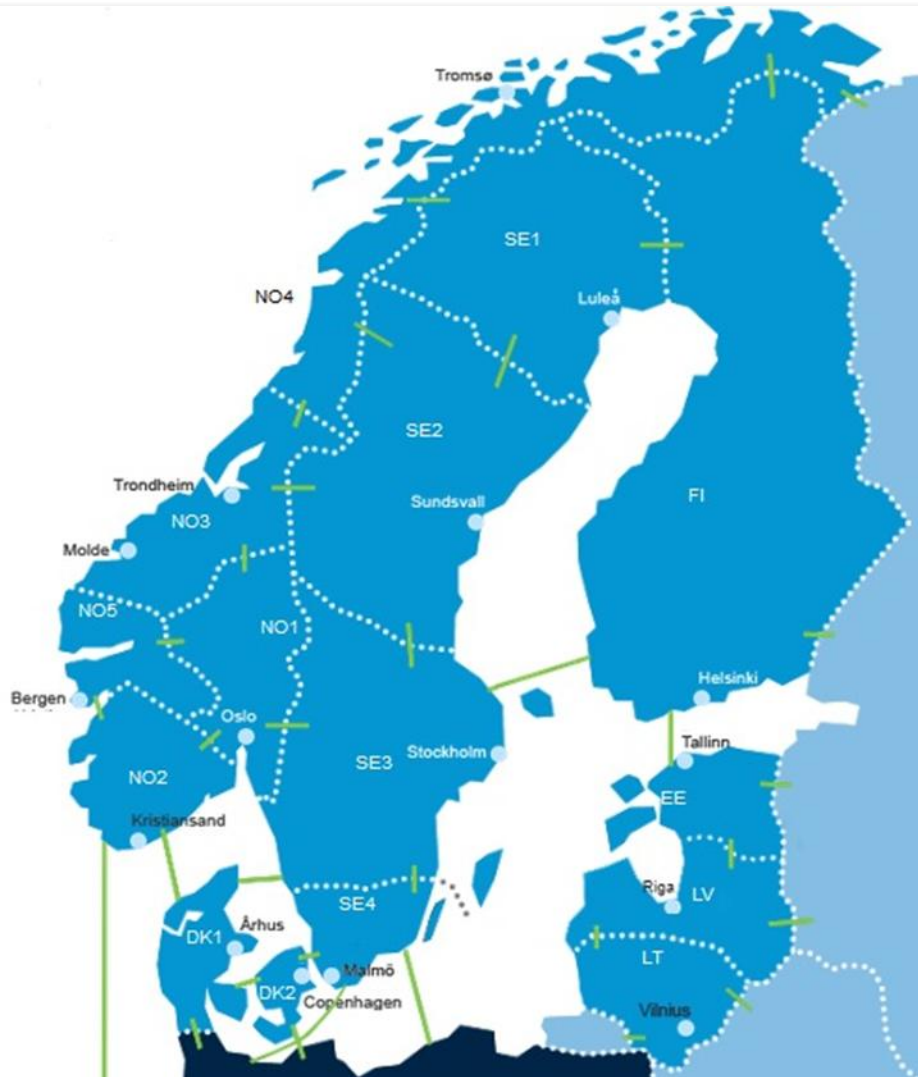 Tromsø
SE1
NO4
Luleå
SE2
Trondheim
Sundsvall
FI
NO3
Molde
NO5
NO1
Bergen
Helsinki
Oslo
Tallinn
Stockholm
SE3
NO2
EE
Kristiansand
Riga
LV
SE4
Århus
DK1
LT
Malmö
DK2
Copenhagen
Vilnius